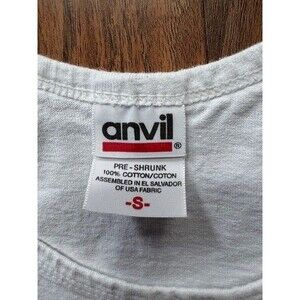 anvil
®
PRE-SHRUNK
100% COTTON/COTON
ASSEMBLED IN EL SALVADOR
OF USA FABRIC
-S-